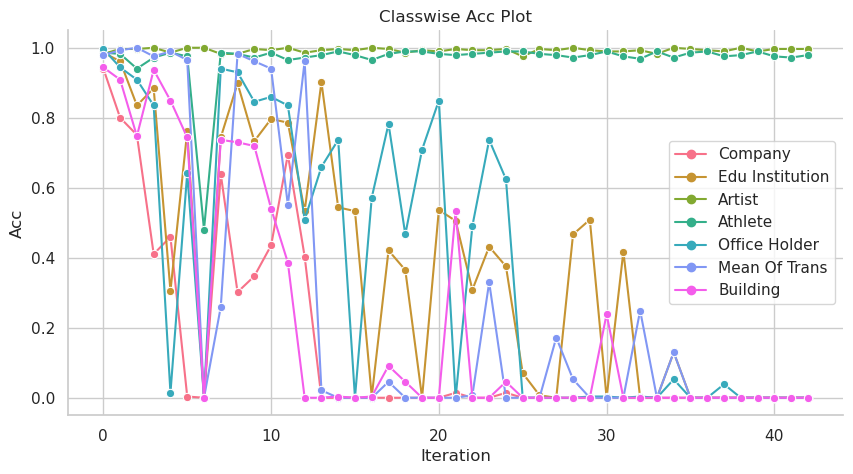 Classwise Acc Plot
1.0
0.8
0.6
0.4
0.2
0.0
Acc
Company
Edu Institution
Artist
Athlete
Office Holder
Mean Of Trans
Building
0 10 20 30 40
Iteration